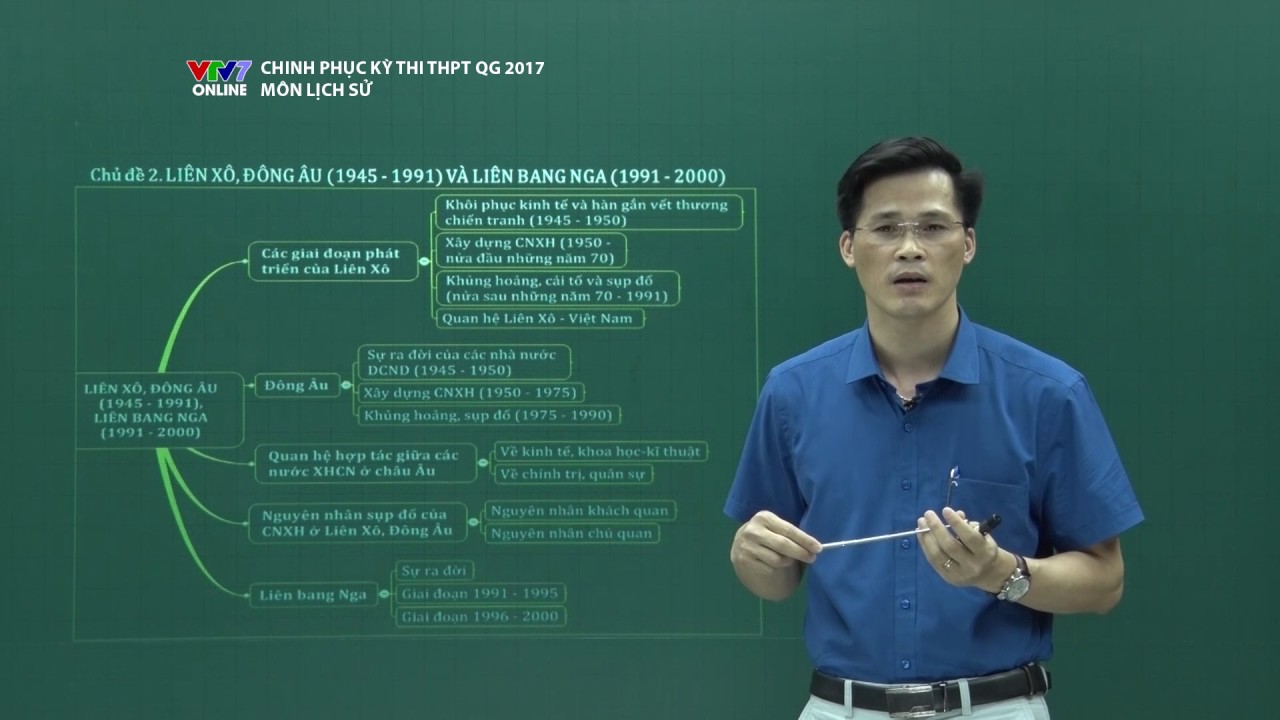 VTV7
ONLINE
CHINH PHỤC KỲ THI THPT QG 2017
MÔN LỊCH SỬ
Chủ đề 2. LIÊN XÔ, ĐÔNG ÂU (1945 - 1991) VÀ LIÊN BANG NGA (1991 - 2000)
LIÊN XÔ, ĐÔNG ÂU
(1945 - 1991),
LIÊN BANG NGA
(1991 - 2000)
Các giai đoạn phát
triển của Liên Xô
Khôi phục kinh tế và hàn gắn vết thương
chiến tranh (1945 - 1950)
Xây dựng CNXH (1950 -
nửa đầu những năm 70)
Khủng hoảng, cải tổ và sụp đổ
(nửa sau những năm 70 - 1991)
Quan hệ Liên Xô - Việt Nam
Đông Âu
Sự ra đời của các nhà nước
DCND (1945 - 1950)
Xây dựng CNXH (1950 - 1975)
Khủng hoảng, sụp đổ (1975 - 1990)
Quan hệ hợp tác giữa các
nước XHCN ở châu Âu
Về kinh tế, khoa học-kĩ thuật
Về chính trị, quân sự
Nguyên nhân sụp đổ của
CNXH ở Liên Xô, Đông Âu
Nguyên nhân khách quan
Nguyên nhân chủ quan
Liên bang Nga
Sự ra đời
Giai đoạn 1991 - 1995
Giai đoạn 1996 - 2000